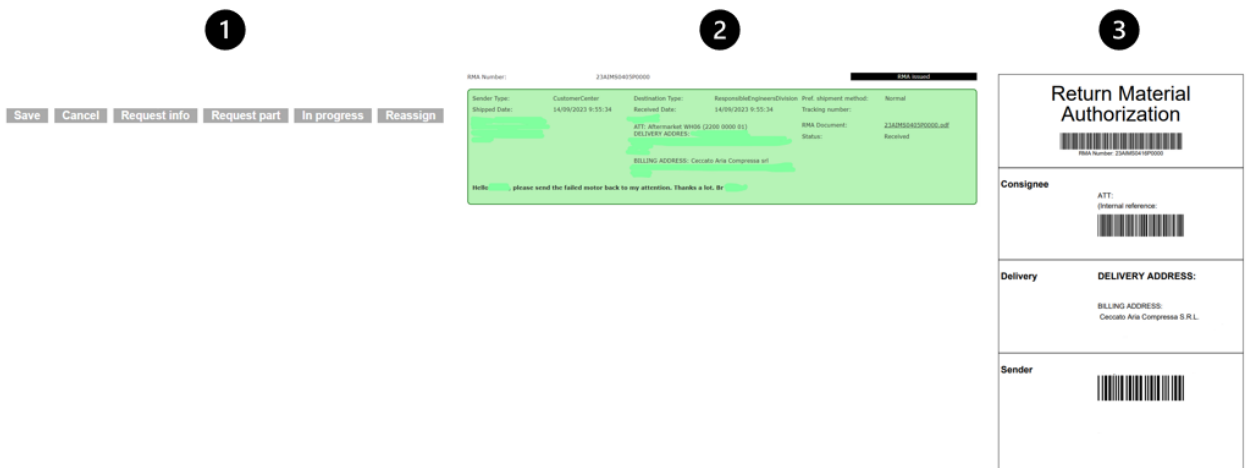 1
2
3
Save Cancel Request info Request part In progress Reassign
RMA Number: 23AIMS0405P0000 RMA issued
Sender Type: CustomerCenter Destination Type: ResponsibleEngineersDivision Pref. shipment method: Normal
Shipped Date: 14/09/2023 9:55:34 Received Date: 14/09/2023 9:55:34 Tracking number:
ATT: Aftermarket WH06 (2200 0000 01) RMA Document: 23AIMS0405P0000.pdf
DELIVERY ADDRES:
Status: Received
BILLING ADDRESS: Ceccato Aria Compressa srl
Hello , please send the failed motor back to my attention. Thanks a lot. Br
Return Material
Authorization
RMA Number: 23AIMS0416P0000
Consignee
ATT:
(Internal reference:
Delivery DELIVERY ADDRESS:
BILLING ADDRESS:
Ceccato Aria Compressa S.R.L.
Sender